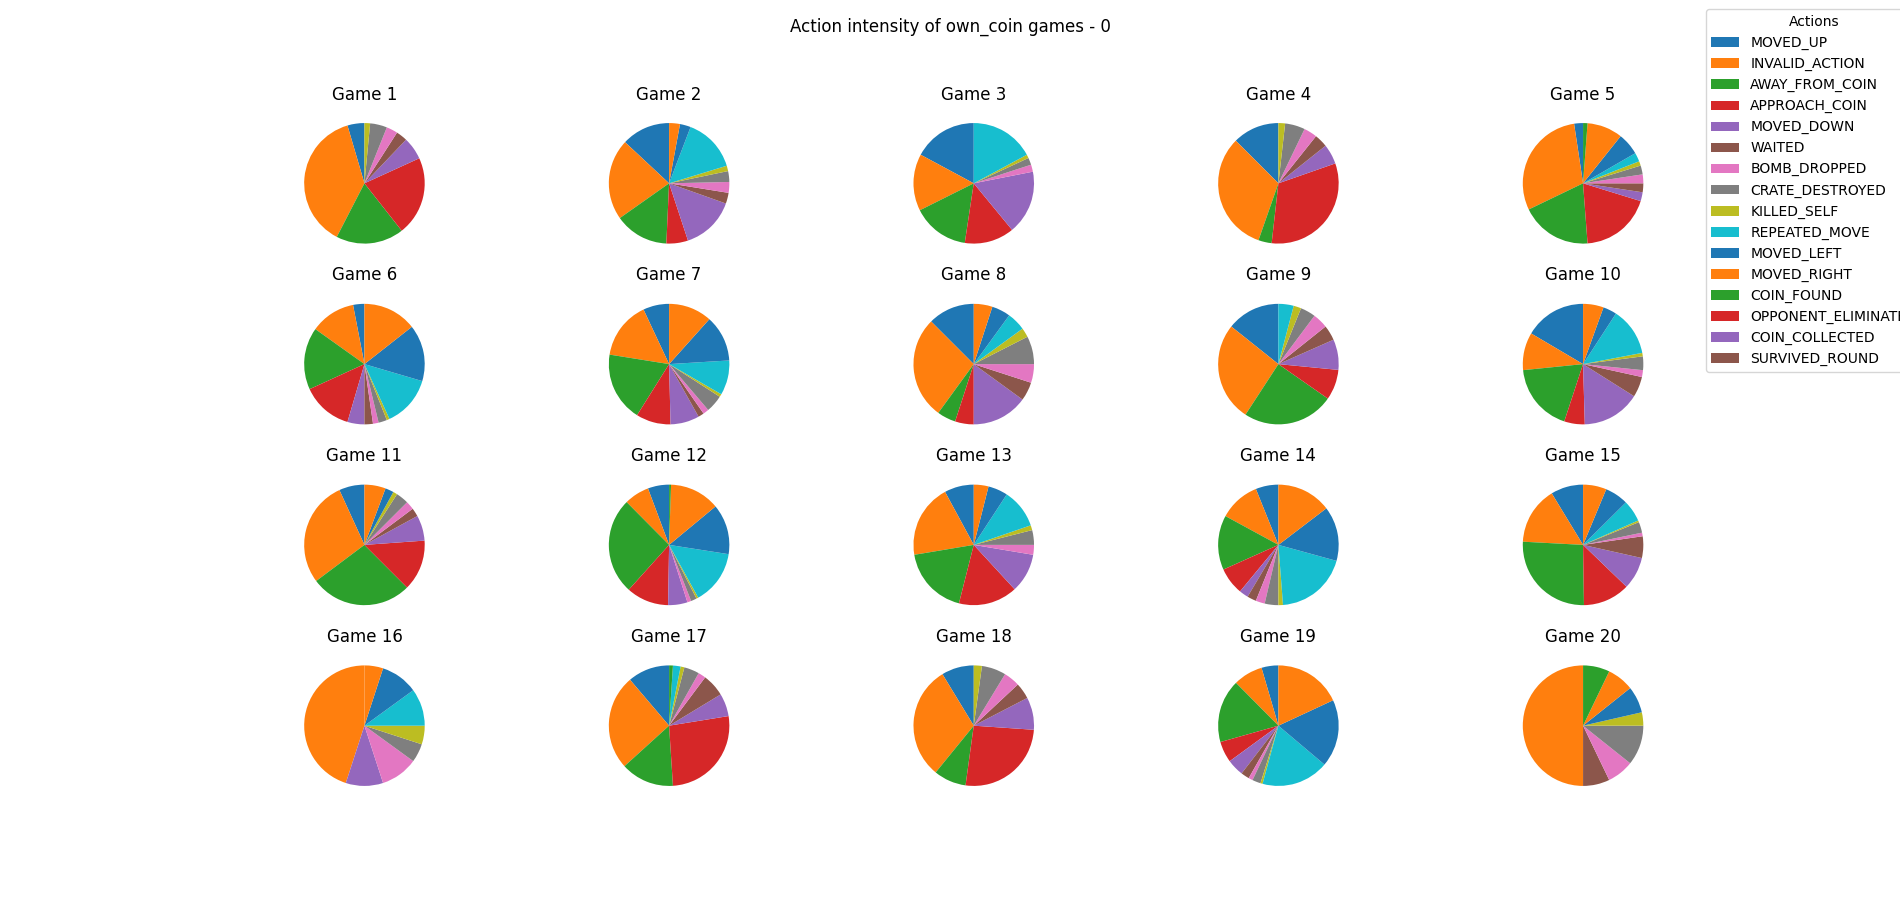 Action intensity of own_coin games - 0
Actions
MOVED_UP
INVALID_ACTION
AWAY_FROM_COIN
APPROACH_COIN
MOVED_DOWN
WAITED
BOMB_DROPPED
CRATE_DESTROYED
KILLED_SELF
REPEATED_MOVE
MOVED_LEFT
MOVED_RIGHT
COIN_FOUND
OPPONENT_ELIMINATI
COIN_COLLECTED
SURVIVED_ROUND
Game 1
Game 2
Game 3
Game 4
Game 5
Game 6
Game 7
Game 8
Game 9
Game 10
Game 11
Game 12
Game 13
Game 14
Game 15
Game 16
Game 17
Game 18
Game 19
Game 20